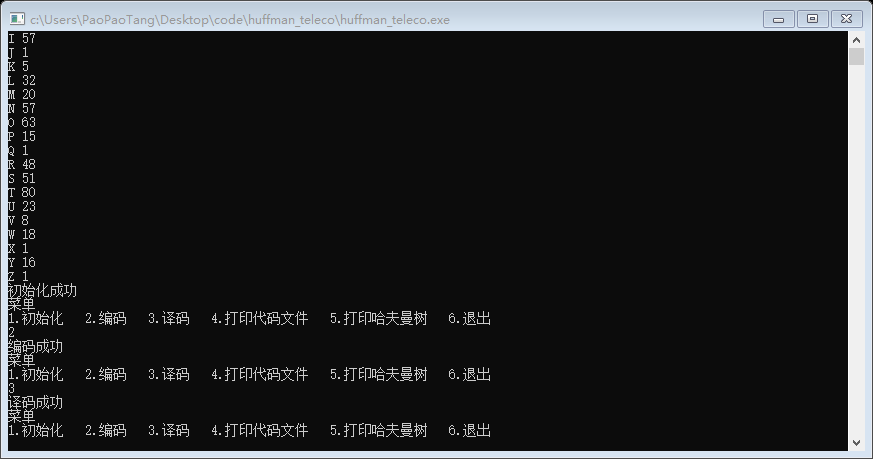 c:\Users\PaoPaoTang\Desktop\code\huffman_teleco\huffman_teleco.exe
I 57
J 1
K 5
L 32
M 20
N 57
O 63
P 15
Q 1
R 48
S 51
T 80
U 23
V 8
W 18
X 1
Y 16
Z 1
初始化成功
菜单
1.初始化 2.编码 3.译码 4.打印代码文件 5.打印哈夫曼树 6.退出
2
编码成功
菜单
1.初始化 2.编码 3.译码 4.打印代码文件 5.打印哈夫曼树 6.退出
3
译码成功
菜单
1.初始化 2.编码 3.译码 4.打印代码文件 5.打印哈夫曼树 6.退出